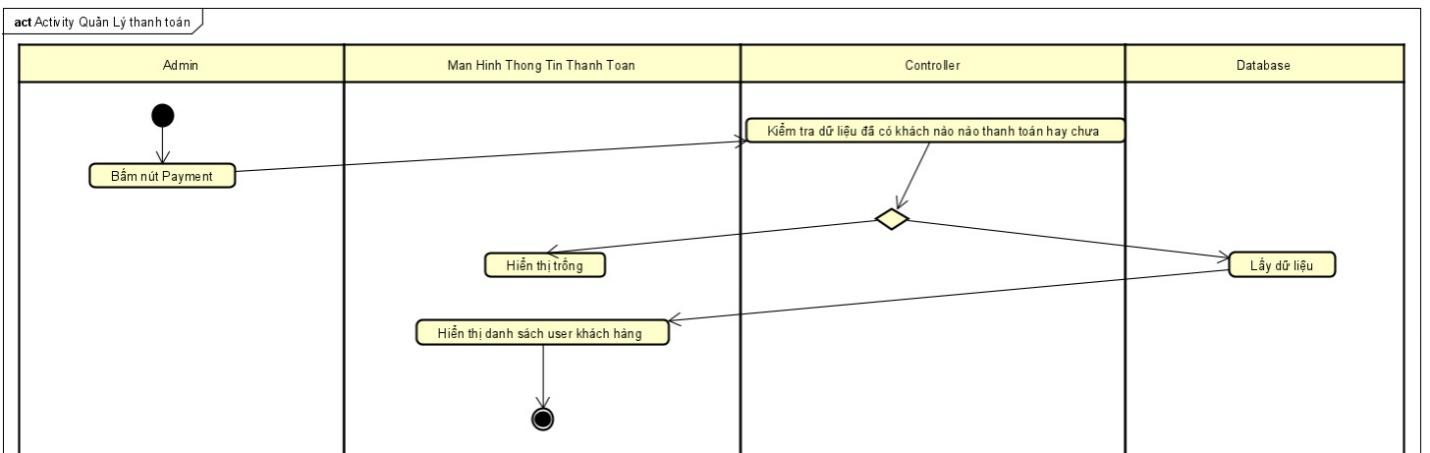 act Activity Quản Lý thanh toán
Admin
Man Hinh Thong Tin Thanh Toan
Controller
Database
Kiểm tra dữ liệu đã có khách nào nào thanh toán hay chưa
Bấm nút Payment
Hiển thị trống
Lấy dữ liệu
Hiển thị danh sách user khách hàng